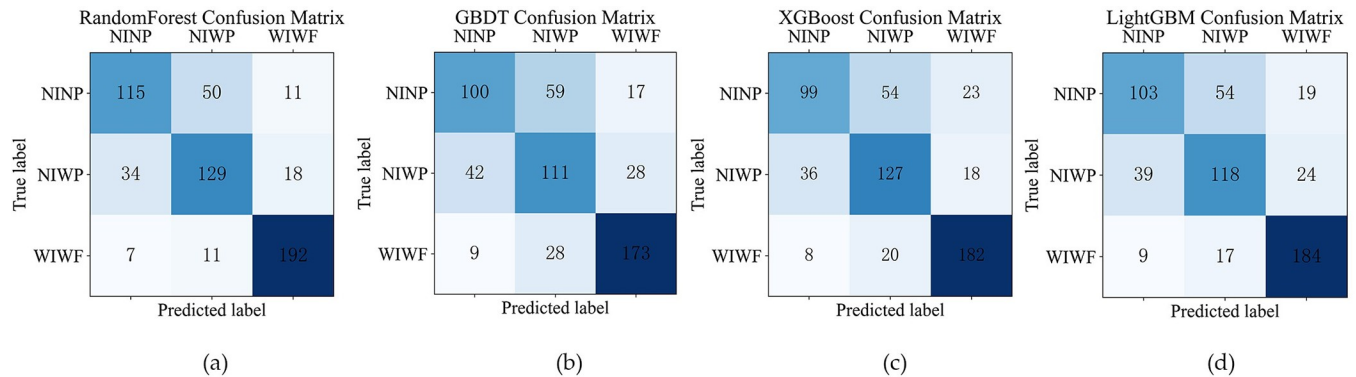 RandomForest Confusion Matrix
NINP NIWP WIWF
NINP 115 50 11
NIWP 34 129 18
WIWF 7 11 192
True label
Predicted label
(a)
GBDT Confusion Matrix
NINP NIWP WIWF
NINP 100 59 17
NIWP 42 111 28
WIWF 9 28 173
True label
Predicted label
(b)
XGBoost Confusion Matrix
NINP NIWP WIWF
NINP 99 54 23
NIWP 36 127 18
WIWF 8 20 182
True label
Predicted label
(c)
LightGBM Confusion Matrix
NINP NIWP WIWF
NINP 103 54 19
NIWP 39 118 24
WIWF 9 17 184
True label
Predicted label
(d)